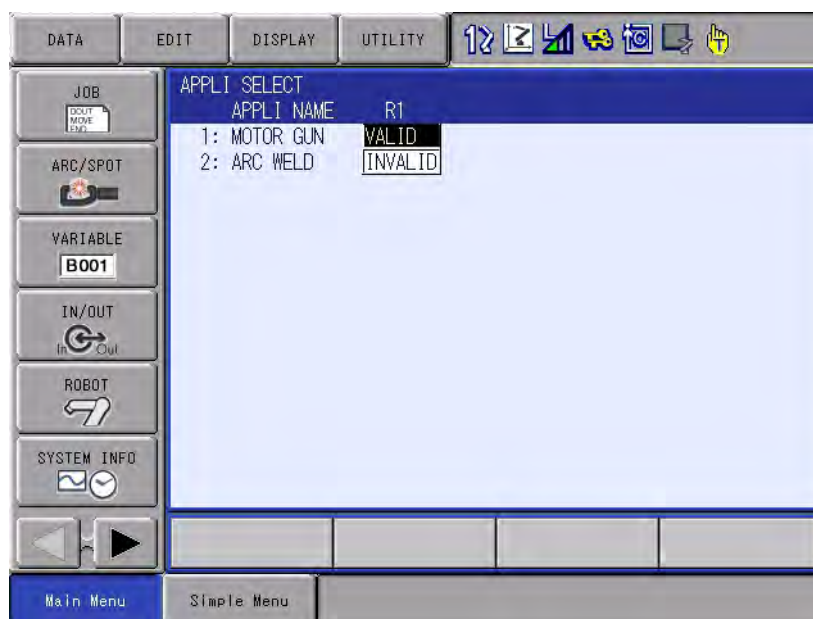 DATA EDIT DISPLAY UTILITY
JOB
DOUT
MOVE
END
ARC/SPOT
VARIABLE
B001
IN/OUT
In Out
ROBOT
SYSTEM INFO
APPLI SELECT
APPLI NAME R1
1: MOTOR GUN VALID
2: ARC WELD INVALID
Main Menu Simple Menu